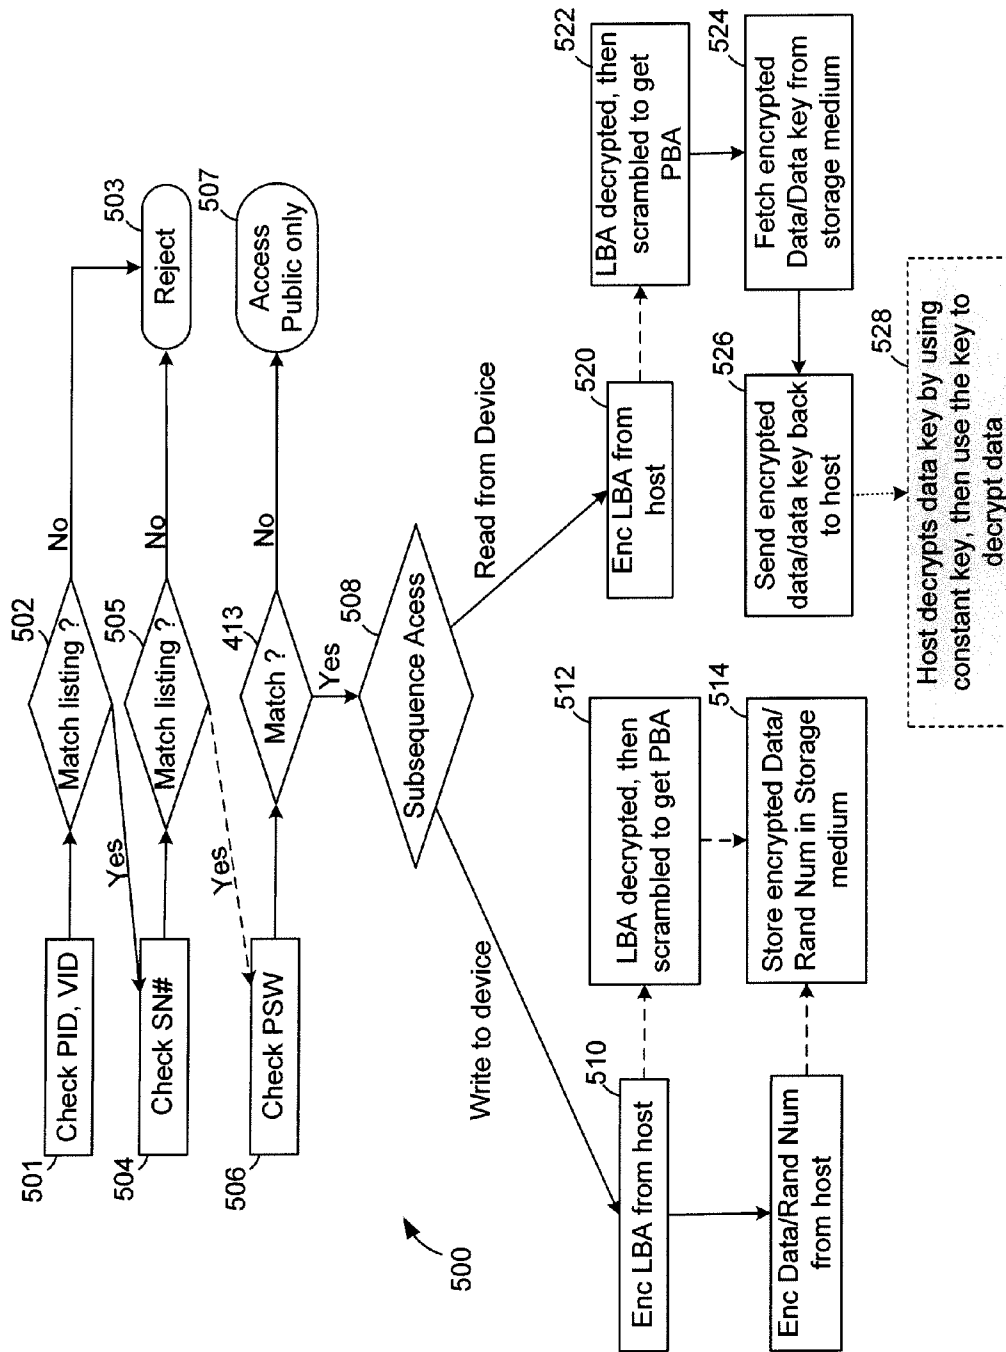 501
Check PID, VID
502
Match listing ?
No
503
Reject
Yes
504
Check SN#
505
Match listing ?
No
Yes
506
Check PSW
413
Match ?
No
507
Access
Public only
Yes
508
Subsequence Acess
500
Write to device
Read from Device
510
Enc LBA from host
512
LBA decrypted, then
scrambled to get PBA
Enc Data/Rand Num
from host
514
Store encrypted Data/
Rand Num in Storage
medium
520
Enc LBA from
host
522
LBA decrypted, then
scrambled to get
PBA
524
Fetch encrypted
Data/Data key from
storage medium
526
Send encrypted
data/data key back
to host
528
Host decrypts data key by using
constant key, then use the key to
decrypt data